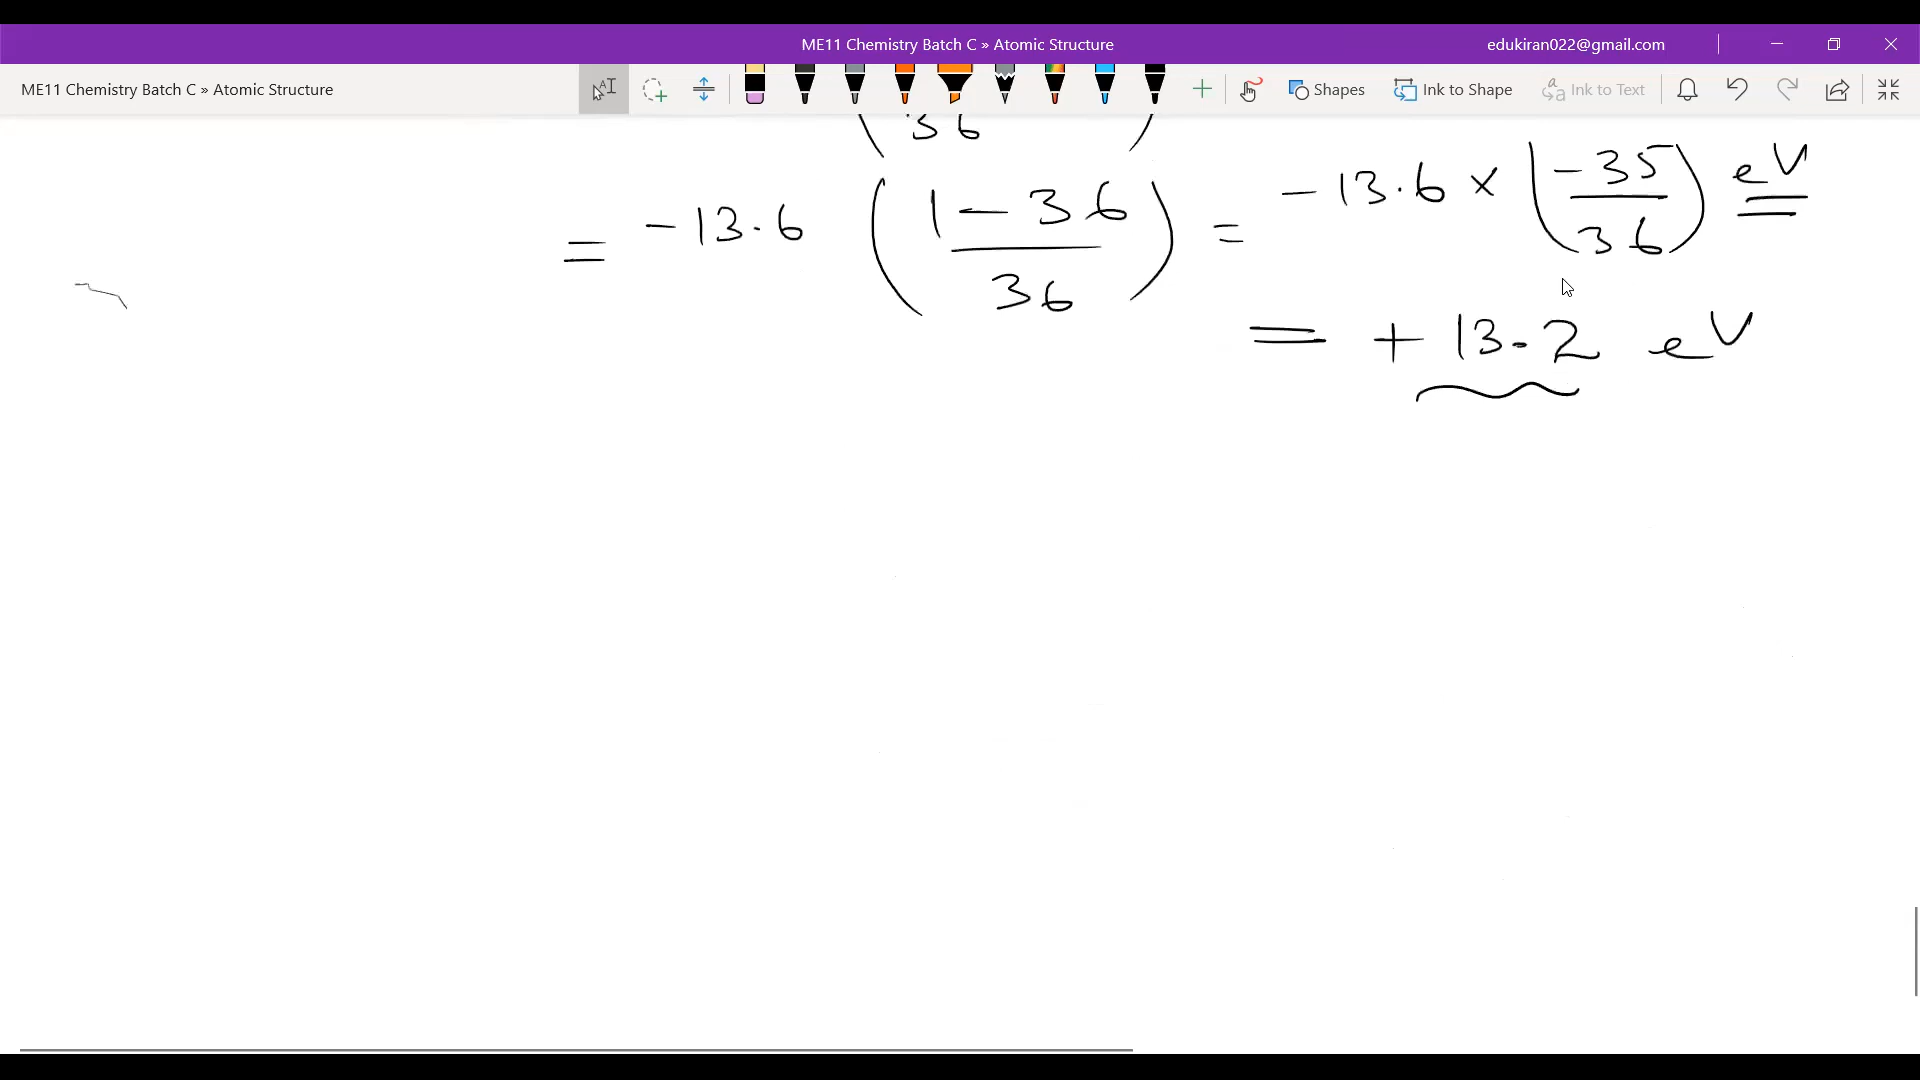 ME11 Chemistry Batch C » Atomic Structure
edukiran022@gmail.com
ME11 Chemistry Batch C » Atomic Structure
Shapes
Ink to Shape
Ink to Text
36
= -13.6 (1-36/36) = -13.6 × (-35/36) eV
= +13.2 eV